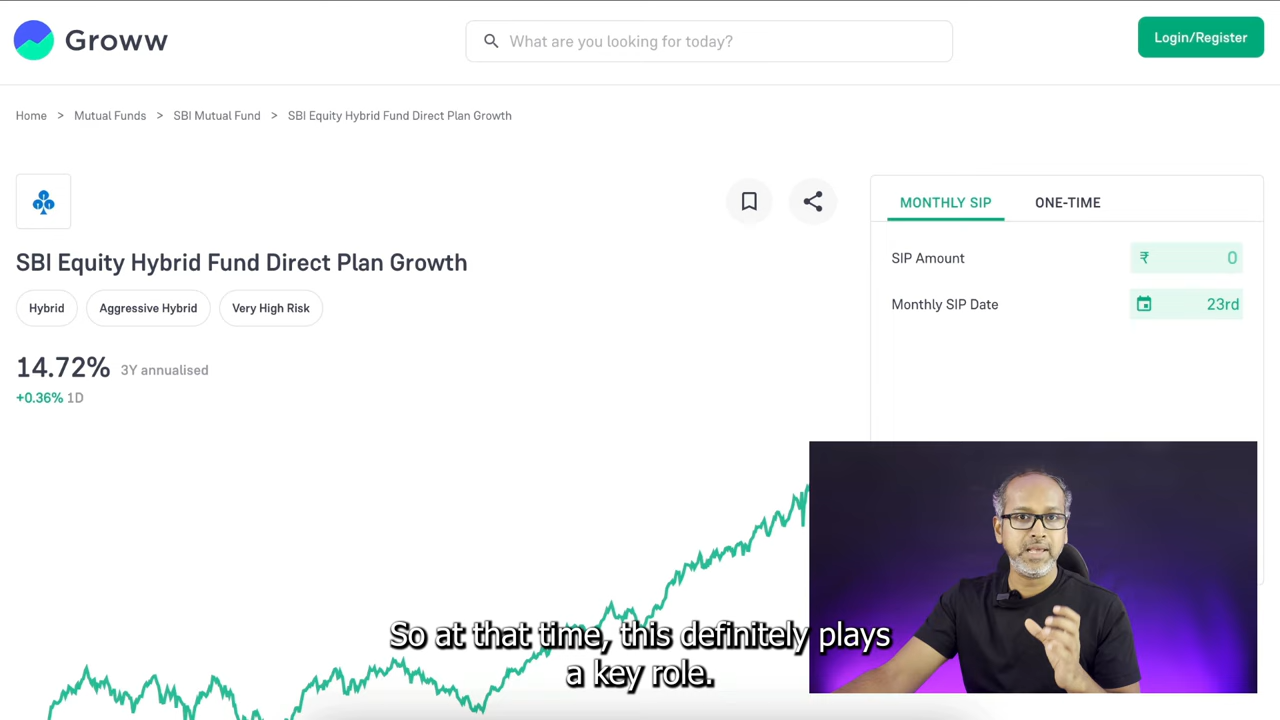 Groww
What are you looking for today?
Login/Register
Home > Mutual Funds > SBI Mutual Fund > SBI Equity Hybrid Fund Direct Plan Growth
MONTHLY SIP
ONE-TIME
SIP Amount
₹ 0
Monthly SIP Date
23rd
SBI Equity Hybrid Fund Direct Plan Growth
Hybrid
Aggressive Hybrid
Very High Risk
14.72% 3Y annualised
+0.36% 1D
So at that time, this definitely plays
a key role.